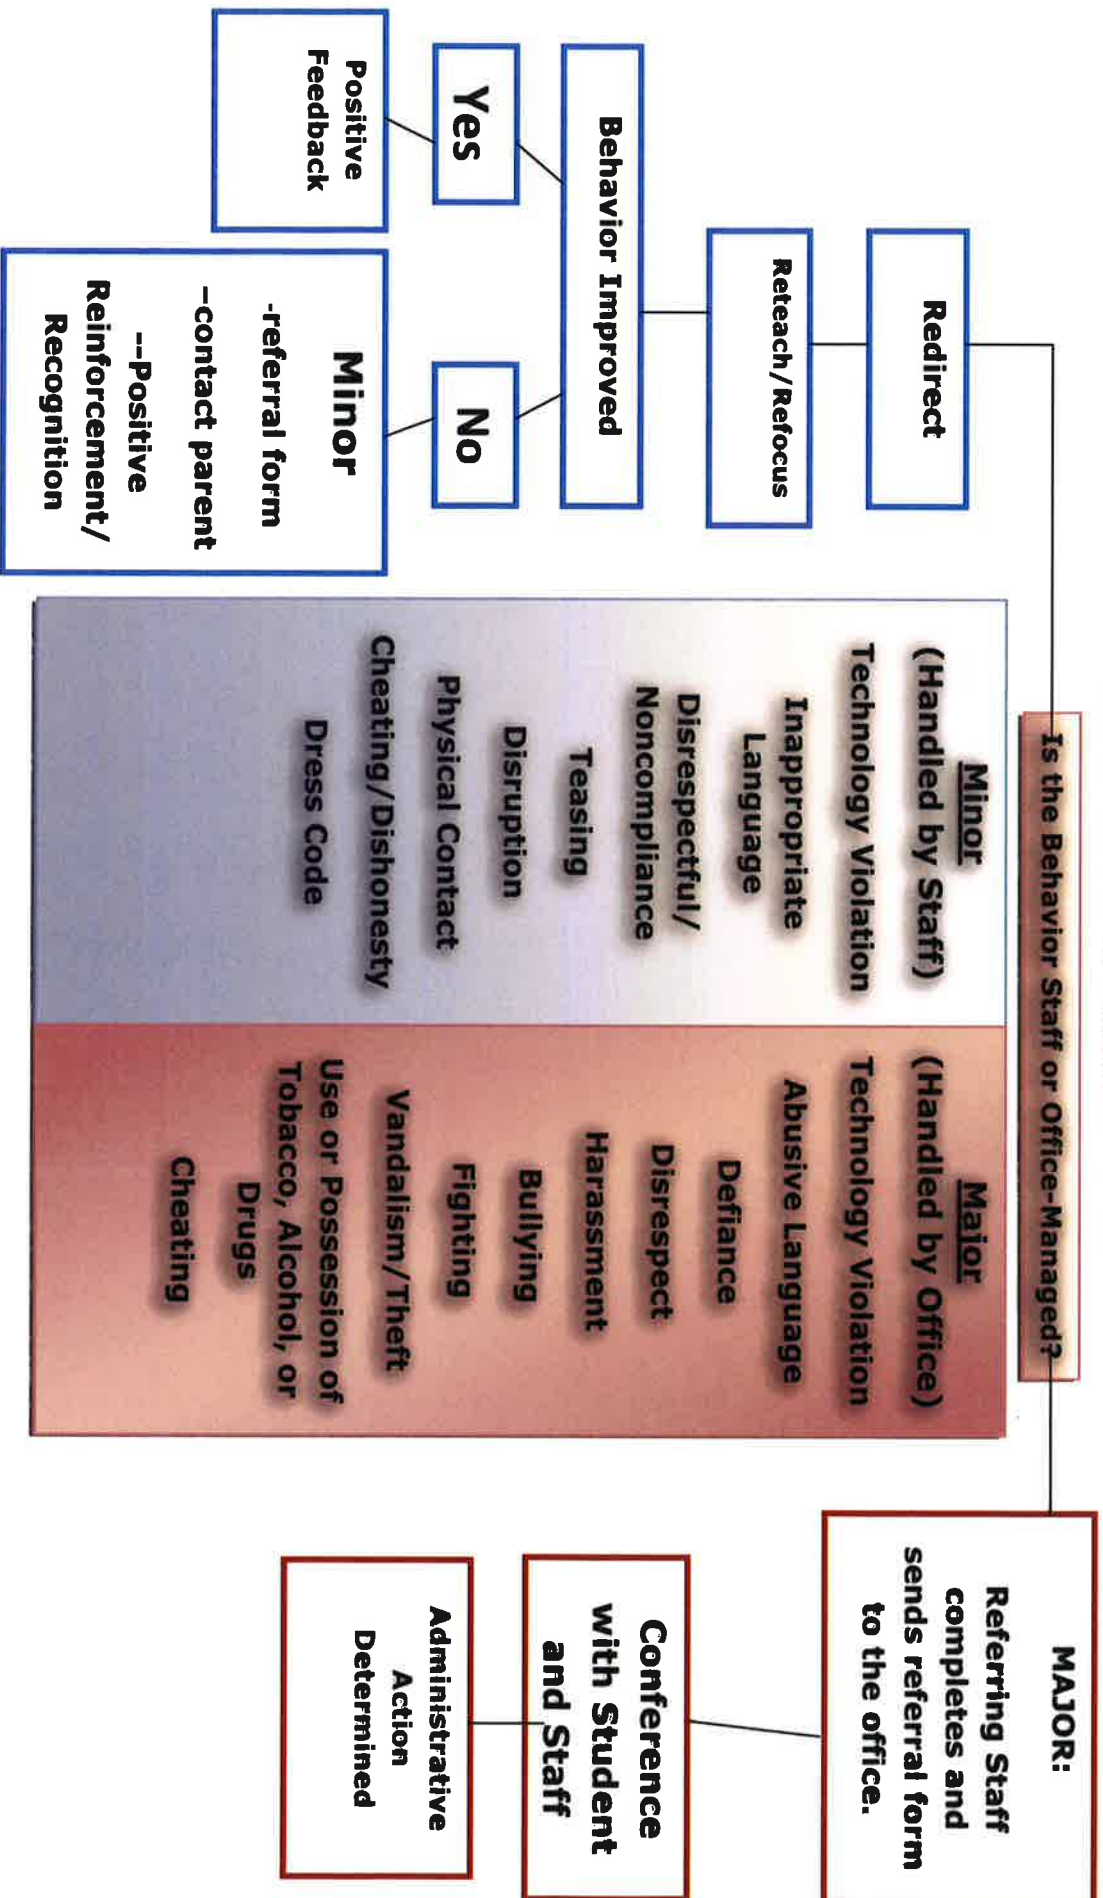 Is the Behavior Staff or Office-Managed?
Redirect
Reteach/Refocus
Behavior Improved
Yes
No
Positive
Feedback
Minor
-referral form
–contact parent
--Positive
Reinforcement/
Recognition
Minor
(Handled by Staff)
Technology Violation
Inappropriate
Language
Disrespectful/
Noncompliance
Teasing
Disruption
Physical Contact
Cheating/Dishonesty
Dress Code
Major
(Handled by Office)
Technology Violation
Abusive Language
Defiance
Disrespect
Harassment
Bullying
Fighting
Vandalism/Theft
Use or Possession of
Tobacco, Alcohol, or
Drugs
Cheating
MAJOR:
Referring Staff
completes and
sends referral form
to the office.
Conference
with Student
and Staff
Administrative
Action
Determined